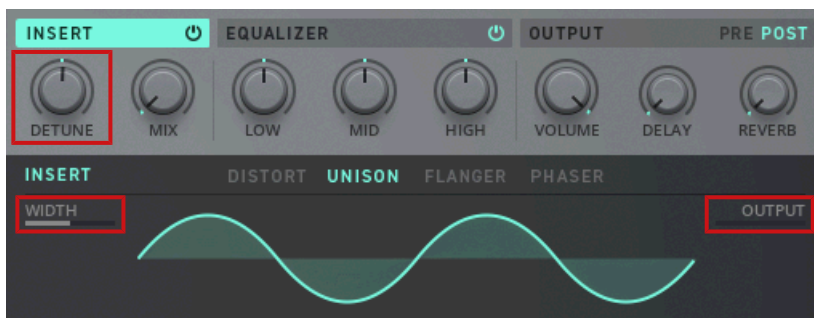 INSERT EQUALIZER OUTPUT PRE POST
DETUNE MIX LOW MID HIGH VOLUME DELAY REVERB
INSERT DISTORT UNISON FLANGER PHASER
WIDTH OUTPUT